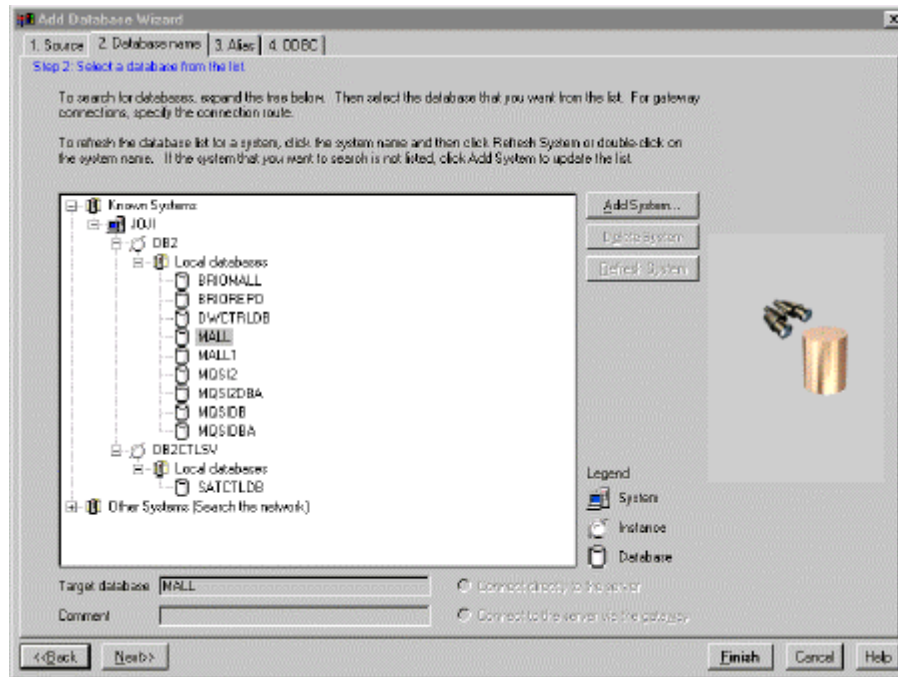 Add Database Wizard
1. Source 2. Database name 3. Alias 4. ODBC
Step 2: Select a database from the list
To search for databases, expand the tree below. Then select the database that you want from the list. For gateway
connections, specify the connection route.
To refresh the database list for a system, click the system name and then click Refresh System or double-click on
the system name. If the system that you want to search is not listed, click Add System to update the list.
Known Systems
JOJI
DB2
Local databases
BRIOMALL
BRIOREPO
DWCTRLDB
MALL
MALL1
MQSI2
MQSI2DBA
MQSIDB
MQSIDBA
DB2CTLSV
Local databases
SATCTLDB
Other Systems (Search the network)
Add System...
Delete System
Refresh System
Legend
System
Instance
Database
Target database MALL
Comment
Connect directly to the server
Connect to the server via the gateway
<<Back Next>> Finish Cancel Help